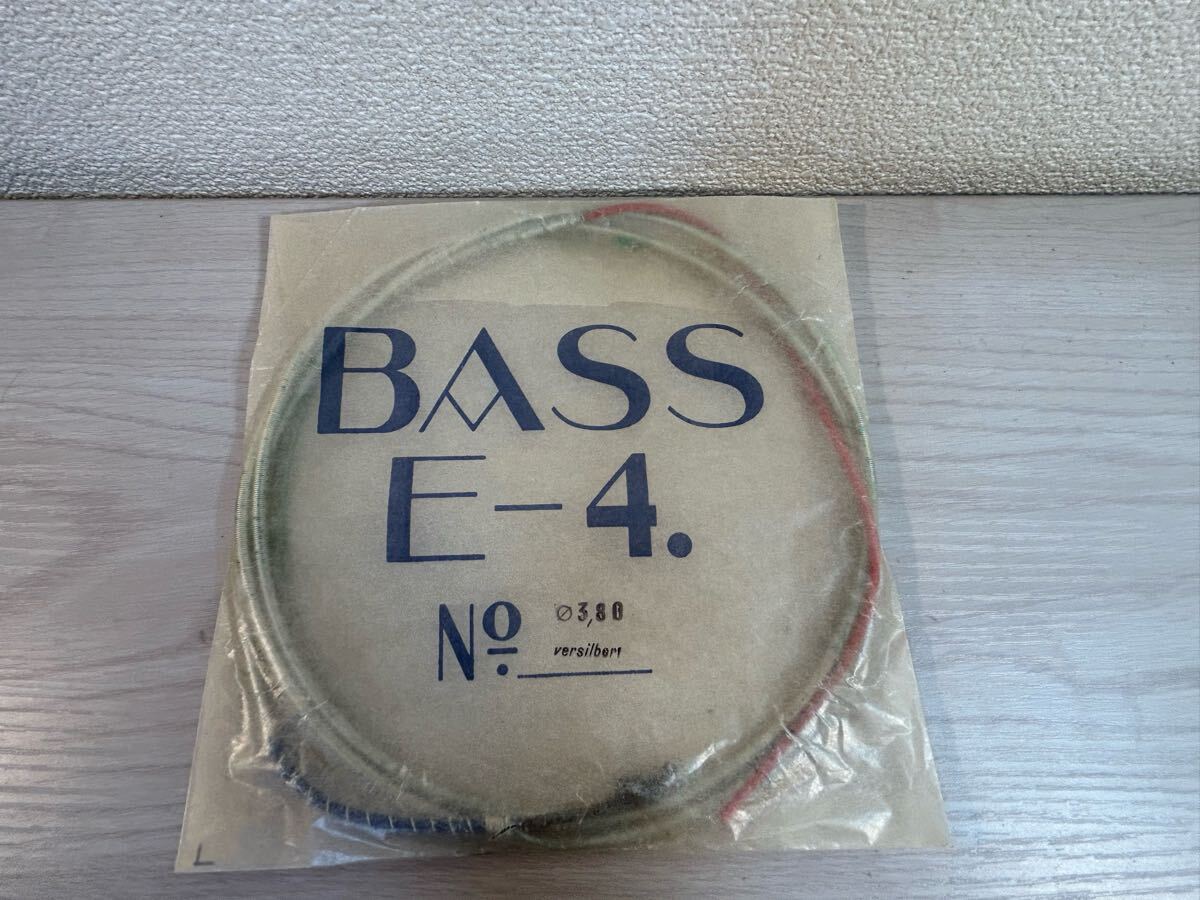 BASS
E-4.
No. ∅3,80
versilbert
L